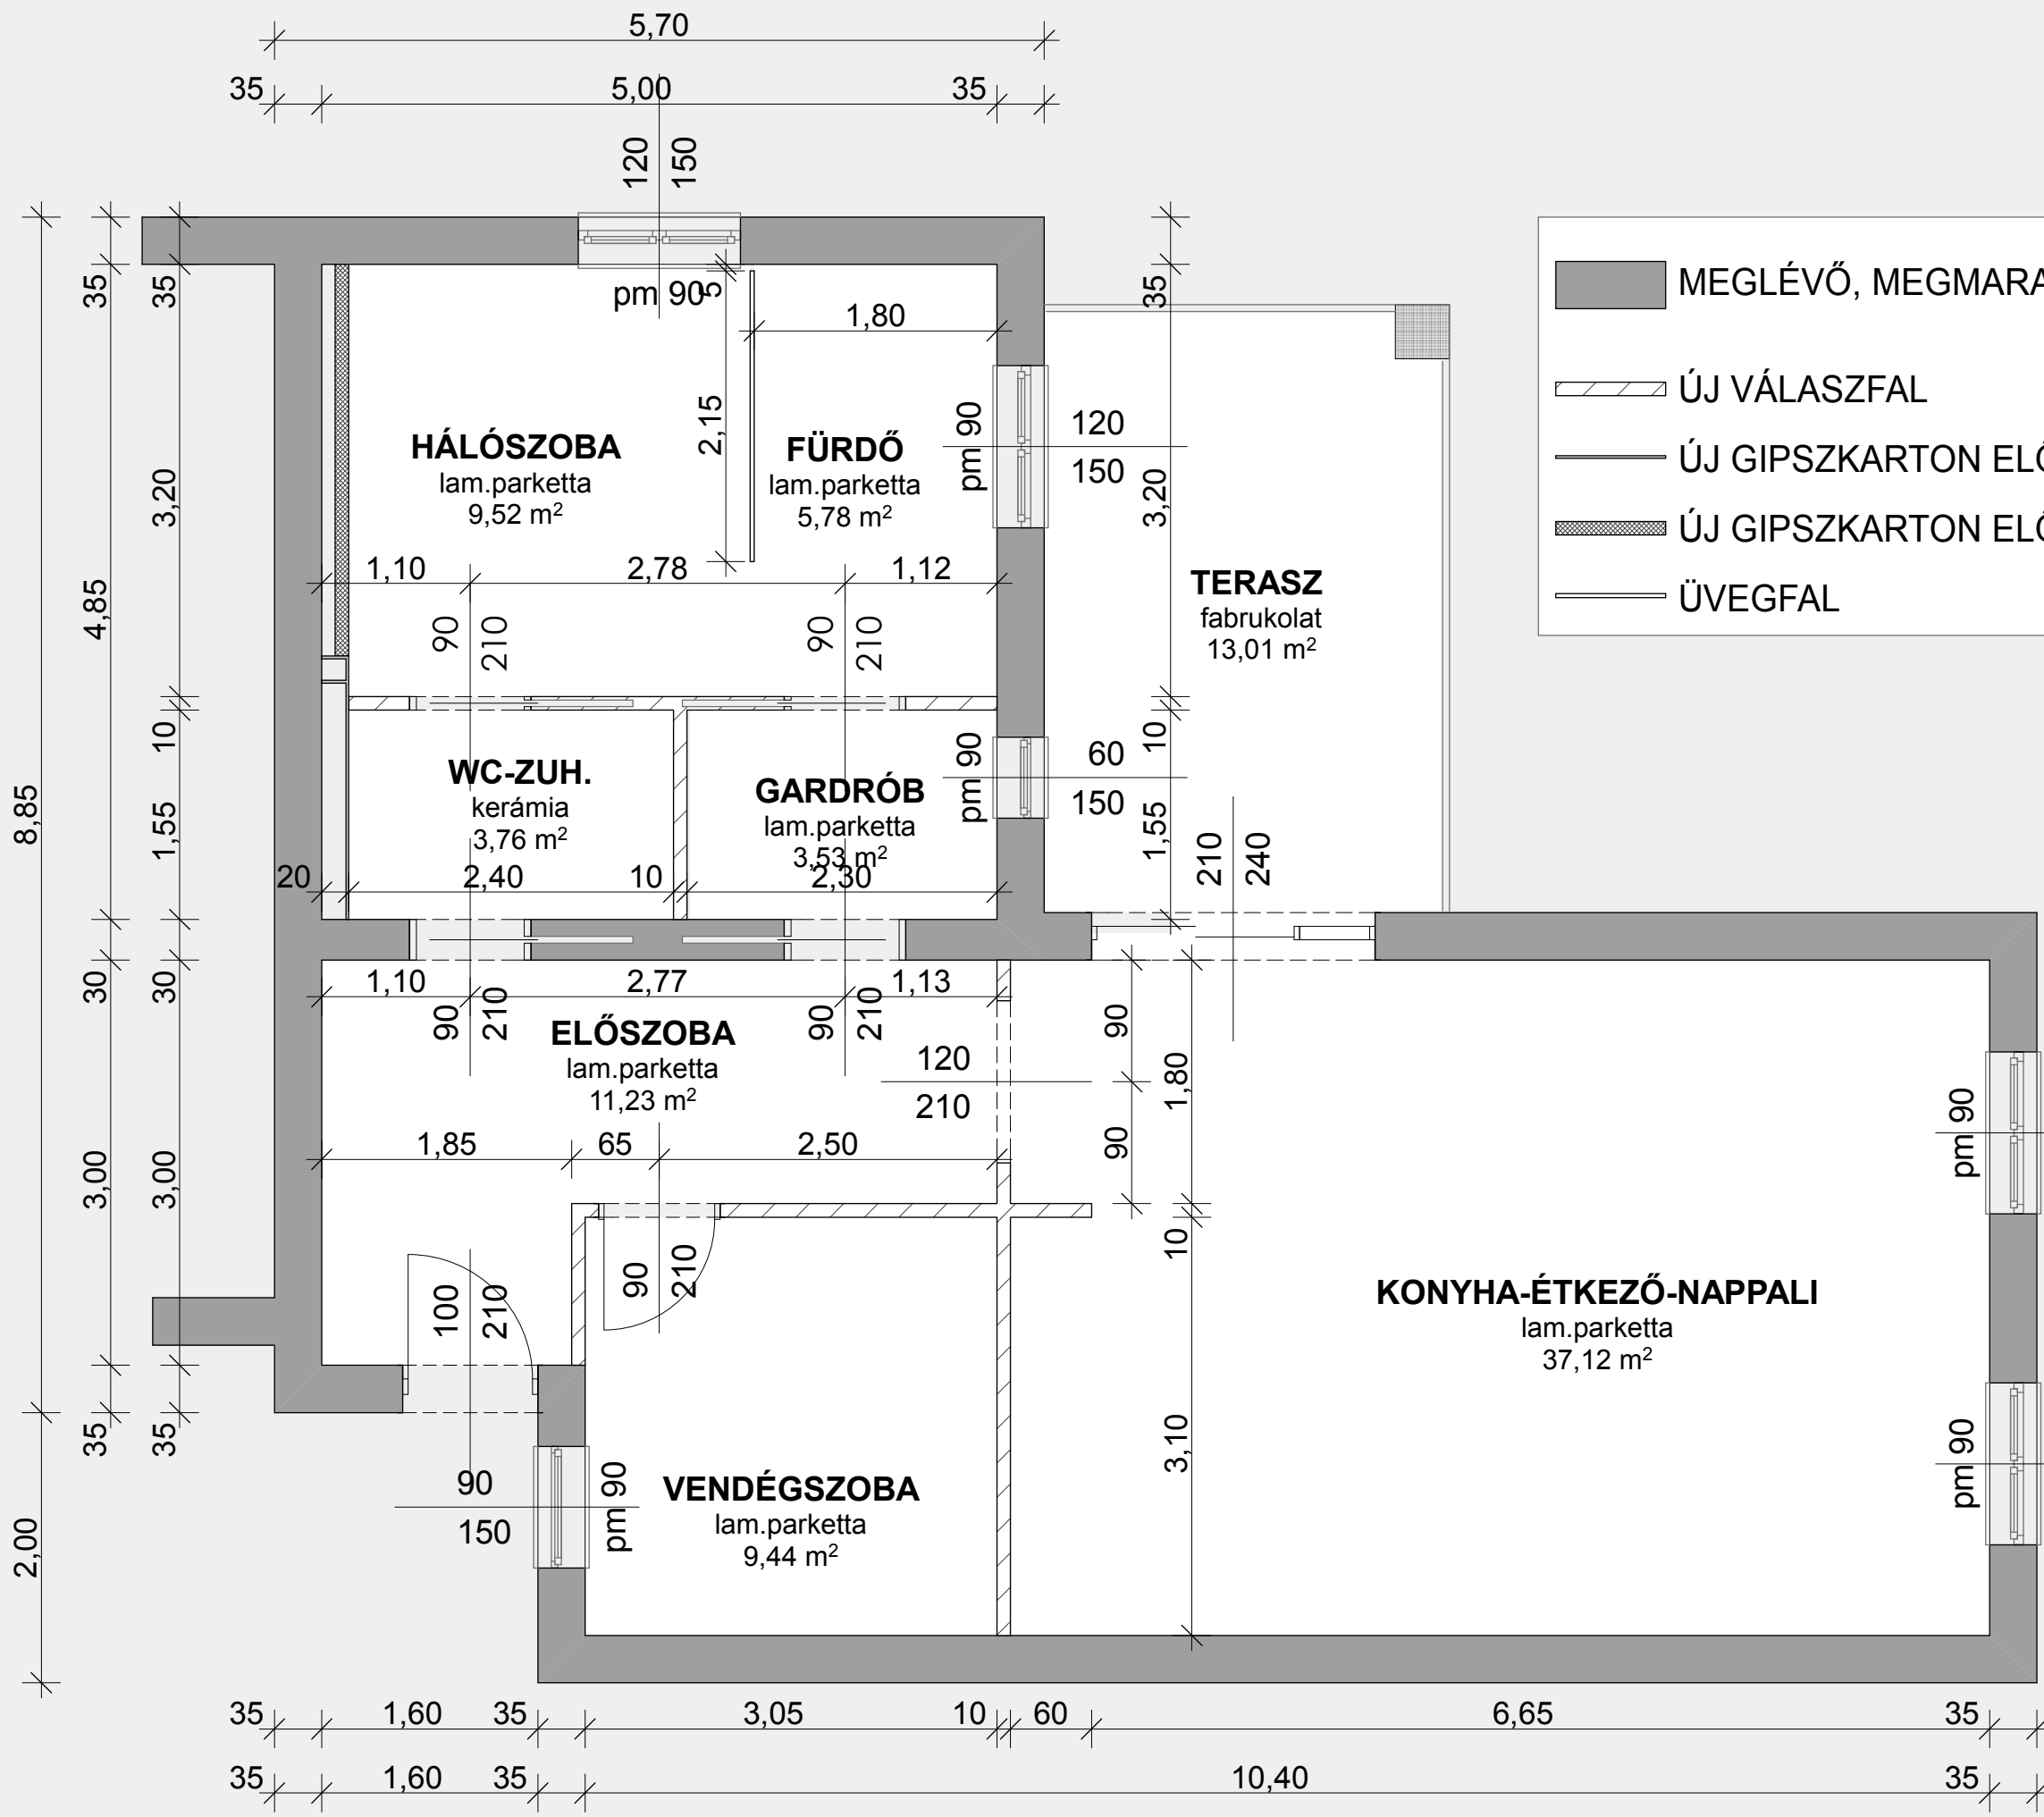 5,70
35 5,00 35
120 150
pm 90
5
1,80
2,15
HÁLÓSZOBA
lam.parketta
9,52 m²
FÜRDŐ
lam.parketta
5,78 m²
pm 90
120
150
1,10 2,78 1,12
90 210
90 210
TERASZ
fabrukolat
13,01 m²
35
3,20
10
1,55
MEGLÉVŐ, MEGMARA
ÚJ VÁLASZFAL
ÚJ GIPSZKARTON ELŐ
ÚJ GIPSZKARTON ELŐ
ÜVEGFAL
8,85
2,00
35
4,85
30
3,00
35
35
3,20
10
1,55
30
3,00
35
WC-ZUH.
kerámia
3,76 m²
GARDRÓB
lam.parketta
3,53 m²
pm 90
60
150
20 2,40 10 2,30
210 240
1,10 2,77 1,13
90 210
90 210
ELŐSZOBA
lam.parketta
11,23 m²
120
210
90
90
1,80
10
3,10
1,85 65 2,50
100 210
90 210
90
150
pm 90
VENDÉGSZOBA
lam.parketta
9,44 m²
KONYHA-ÉTKEZŐ-NAPPALI
lam.parketta
37,12 m²
pm 90
pm 90
35 1,60 35 3,05 10 60 6,65 35
35 1,60 35 10,40 35